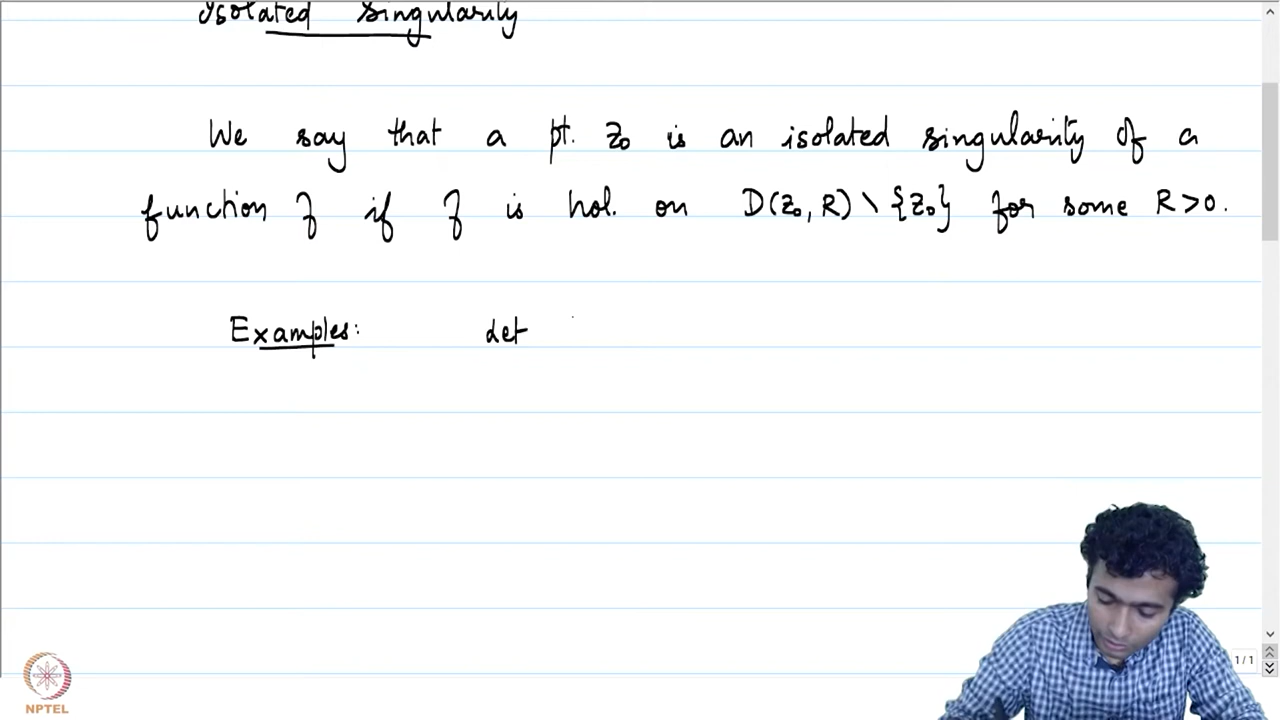 Isolated Singularity
We say that a pt. z₀ is an isolated singularity of a
function f if f is hol. on D(z₀, R) \ {z₀} for some R > 0.
Examples: Let
1/1
NPTEL